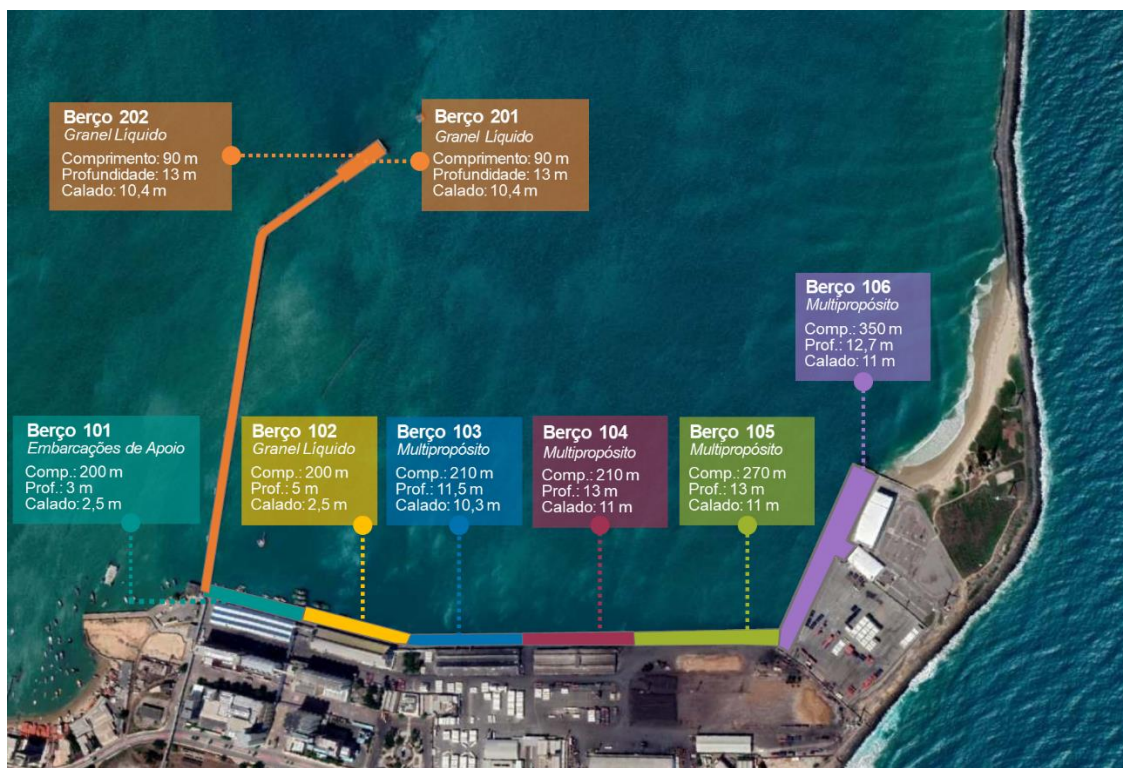 Berço 202
Granel Líquido
Comprimento: 90 m
Profundidade: 13 m
Calado: 10,4 m
Berço 201
Granel Líquido
Comprimento: 90 m
Profundidade: 13 m
Calado: 10,4 m
Berço 106
Multipropósito
Comp.: 350 m
Prof.: 12,7 m
Calado: 11 m
Berço 101
Embarcações de Apoio
Comp.: 200 m
Prof.: 3 m
Calado: 2,5 m
Berço 102
Granel Líquido
Comp.: 200 m
Prof.: 5 m
Calado: 2,5 m
Berço 103
Multipropósito
Comp.: 210 m
Prof.: 11,5 m
Calado: 10,3 m
Berço 104
Multipropósito
Comp.: 210 m
Prof.: 13 m
Calado: 11 m
Berço 105
Multipropósito
Comp.: 270 m
Prof.: 13 m
Calado: 11 m